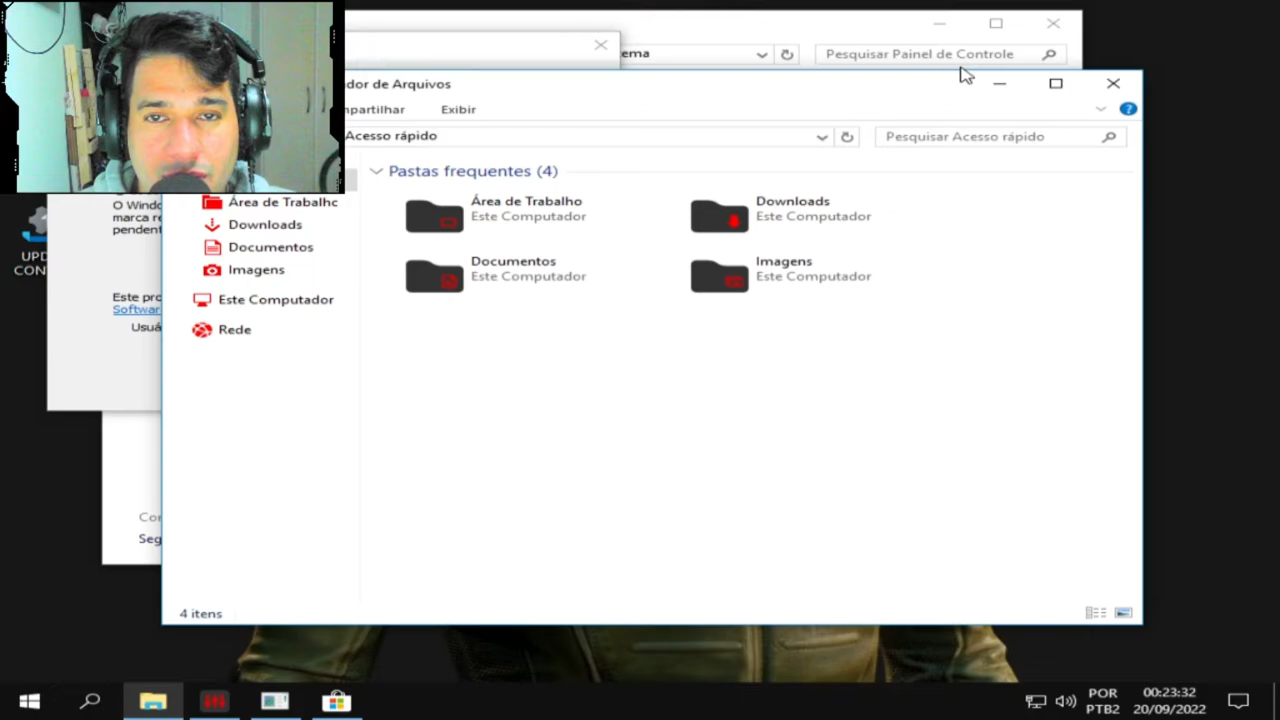 ema
Pesquisar Painel de Controle
dor de Arquivos
mpartilhar
Exibir
Acesso rápido
Pesquisar Acesso rápido
Pastas frequentes (4)
Área de Trabalho
Este Computador
Downloads
Este Computador
Documentos
Este Computador
Imagens
Este Computador
Área de Trabalhc
Downloads
Documentos
Imagens
Este Computador
Rede
O Windo
marca re
pendent
Este pro
Softwar
Usuá
UPD
CON
Cor
Seg
4 itens
POR
PTB2
00:23:32
20/09/2022